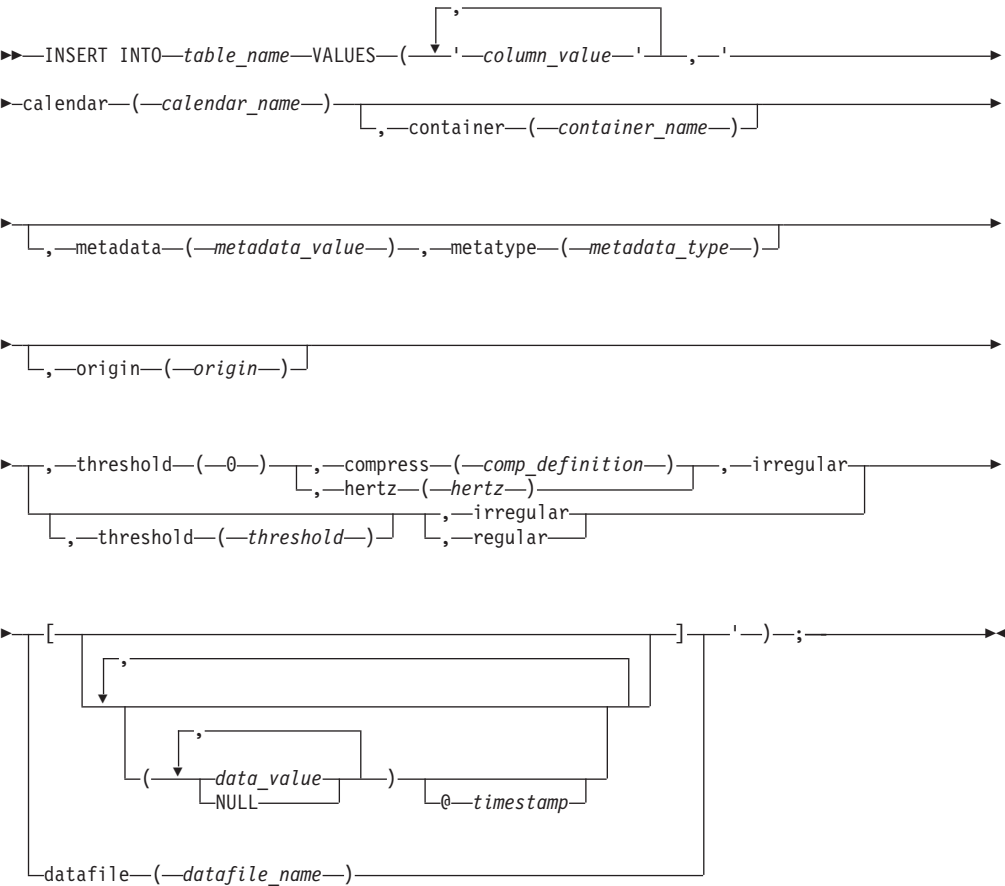 ,
INSERT INTO table_name VALUES ( ' column_value ' , '
calendar ( calendar_name )
, container ( container_name )
, metadata ( metadata_value ) , metatype ( metadata_type )
, origin ( origin )
, threshold ( 0 ) , compress ( comp_definition ) , irregular
, hertz ( hertz )
, irregular
, threshold ( threshold ) , regular
[ ] ' ) ;
,
,
( data_value )
NULL @ timestamp
datafile ( datafile_name )